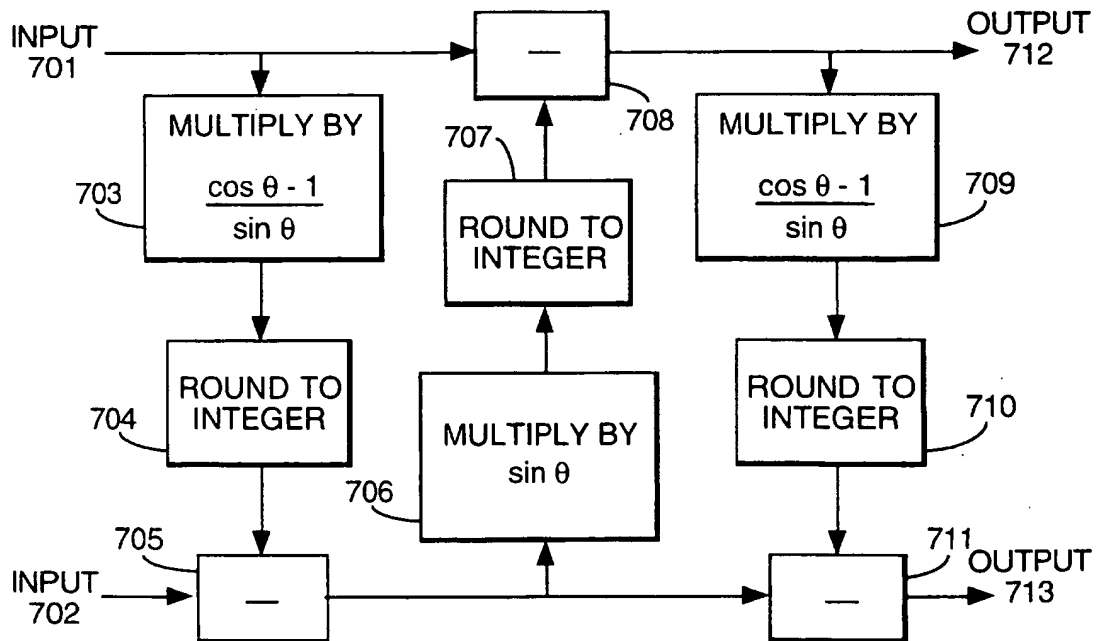 INPUT
701
—
OUTPUT
712
708
MULTIPLY BY
cos θ - 1
sin θ
703
707
MULTIPLY BY
cos θ - 1
sin θ
709
ROUND TO
INTEGER
ROUND TO
INTEGER
704
ROUND TO
INTEGER
710
MULTIPLY BY
sin θ
706
705
711
INPUT
702
—
—
OUTPUT
713